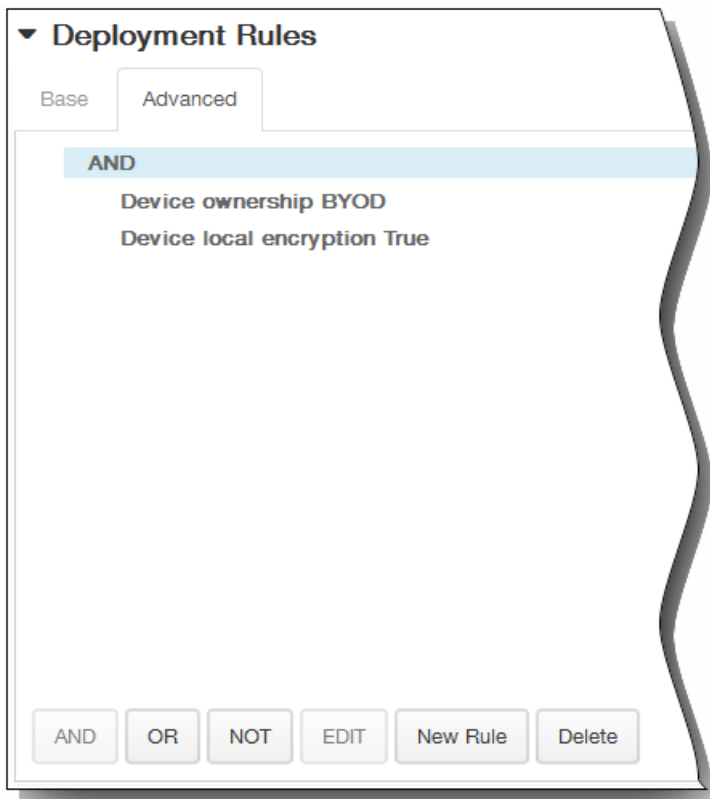 Deployment Rules
Base Advanced
AND
Device ownership BYOD
Device local encryption True
AND OR NOT EDIT New Rule Delete